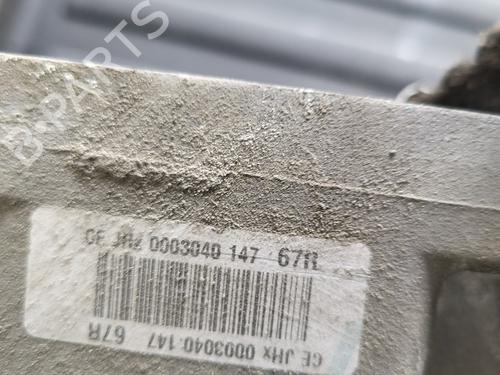 B-PARTS
CE JHz 0003040 147 67R
67R
CE JHx 0003040 147